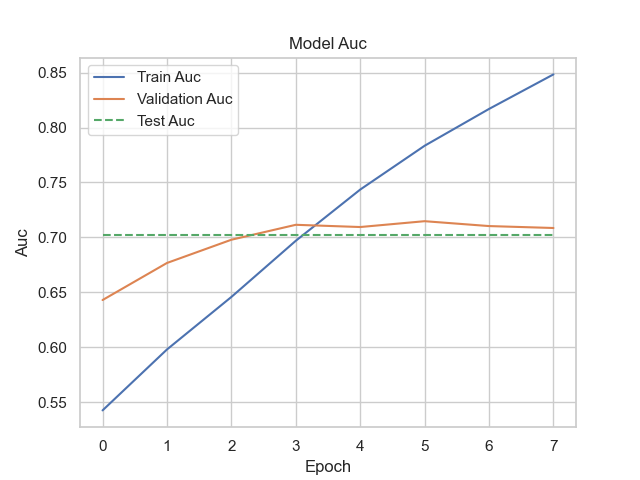 Model Auc
Train Auc
Validation Auc
Test Auc
0.85
0.80
0.75
0.70
0.65
0.60
0.55
Auc
0 1 2 3 4 5 6 7
Epoch